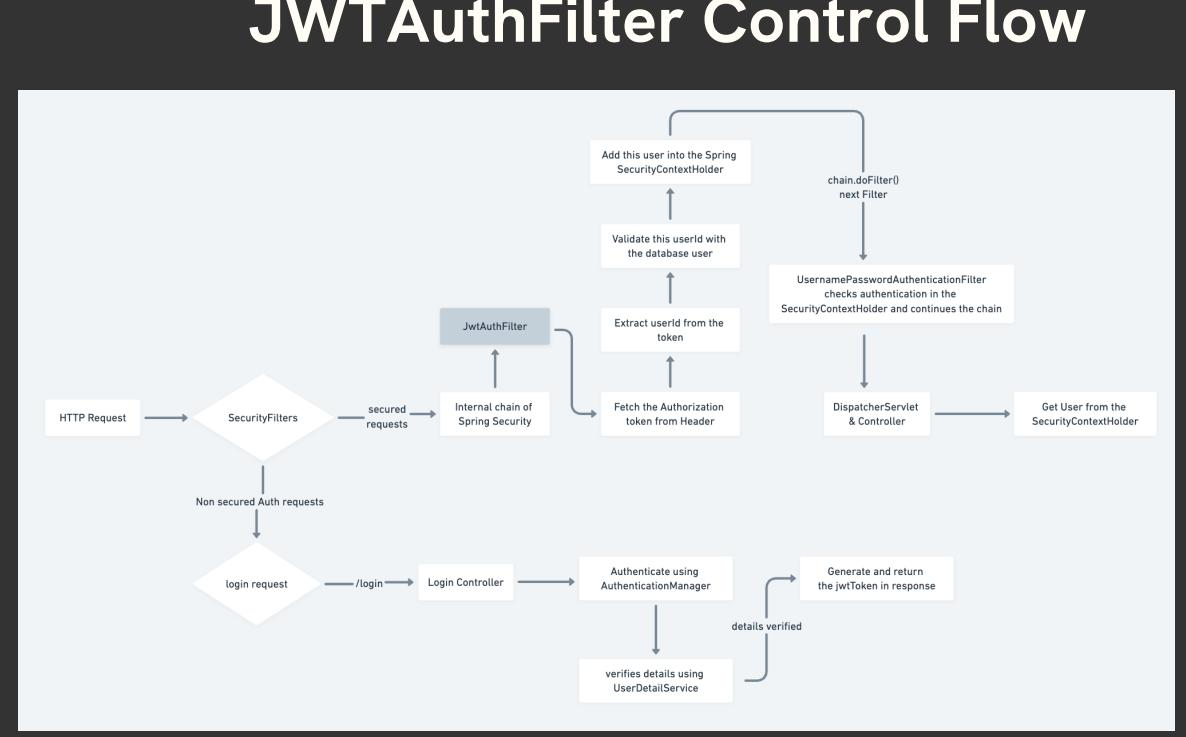 JWTAuthFilter Control Flow
Add this user into the Spring
SecurityContextHolder
chain.doFilter()
next Filter
Validate this userId with
the database user
UsernamePasswordAuthenticationFilter
checks authentication in the
SecurityContextHolder and continues the chain
JwtAuthFilter
Extract userId from the
token
HTTP Request
SecurityFilters
secured
requests
Internal chain of
Spring Security
Fetch the Authorization
token from Header
DispatcherServlet
& Controller
Get User from the
SecurityContextHolder
Non secured Auth requests
login request
/login
Login Controller
Authenticate using
AuthenticationManager
Generate and return
the jwtToken in response
details verified
verifies details using
UserDetailService